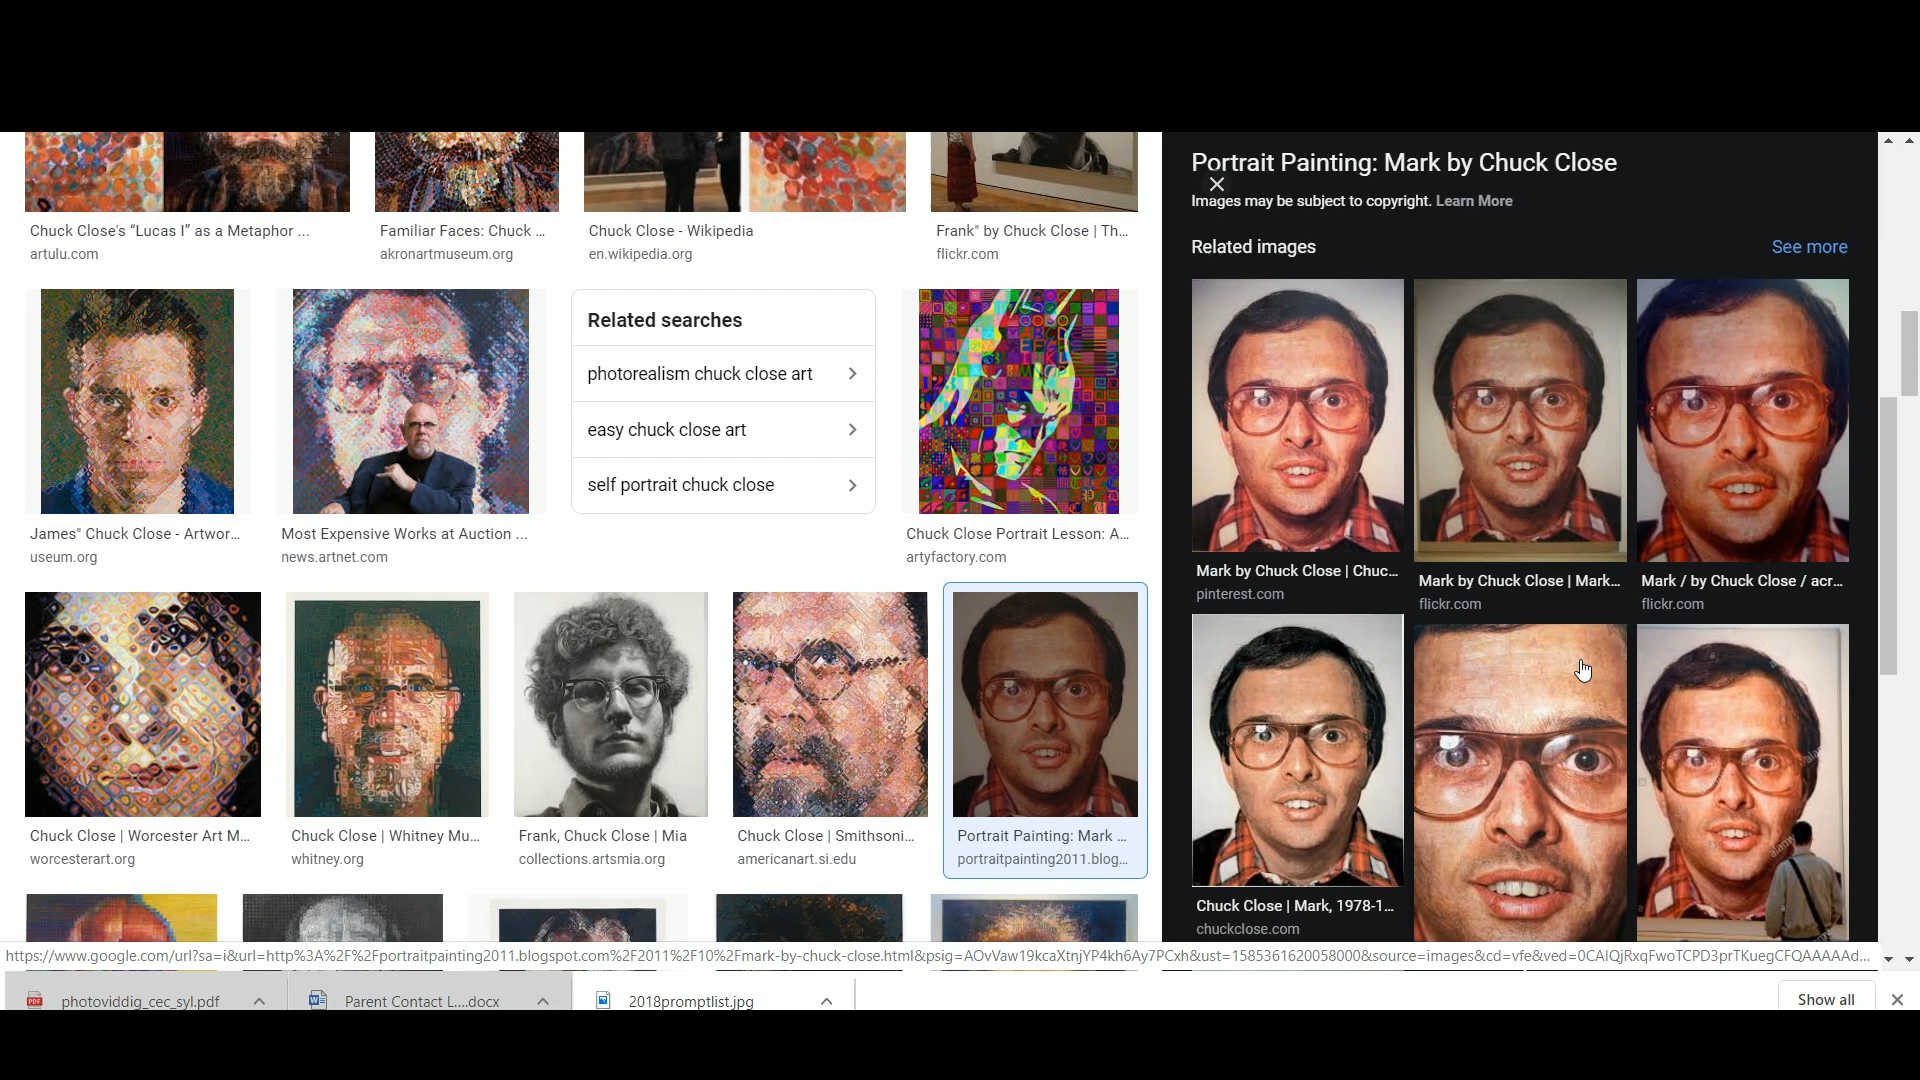 Chuck Close's “Lucas I” as a Metaphor ...
artulu.com
Familiar Faces: Chuck ...
akronartmuseum.org
Chuck Close - Wikipedia
en.wikipedia.org
Frank" by Chuck Close | Th...
flickr.com
James" Chuck Close - Artwor...
useum.org
Most Expensive Works at Auction ...
news.artnet.com
Related searches
photorealism chuck close art
easy chuck close art
self portrait chuck close
Chuck Close Portrait Lesson: A...
artyfactory.com
Chuck Close | Worcester Art M...
worcesterart.org
Chuck Close | Whitney Mu...
whitney.org
Frank, Chuck Close | Mia
collections.artsmia.org
Chuck Close | Smithsoni...
americanart.si.edu
Portrait Painting: Mark ...
portraitpainting2011.blog...
Portrait Painting: Mark by Chuck Close
Images may be subject to copyright. Learn More
Related images
See more
Mark by Chuck Close | Chuc...
pinterest.com
Mark by Chuck Close | Mark...
flickr.com
Mark / by Chuck Close / acr...
flickr.com
Chuck Close | Mark, 1978-1...
chuckclose.com
alamy
alamy
https://www.google.com/url?sa=i&url=http%3A%2F%2Fportraitpainting2011.blogspot.com%2F2011%2F10%2Fmark-by-chuck-close.html&psig=AOvVaw19kcaXtnjYP4kh6Ay7PCxh&ust=1585361620058000&source=images&cd=vfe&ved=0CAIQjRxqFwoTCPD3prTKuegCFQAAAAAd...
photoviddig_cec_syl.pdf
Parent Contact L....docx
2018promptlist.jpg
Show all